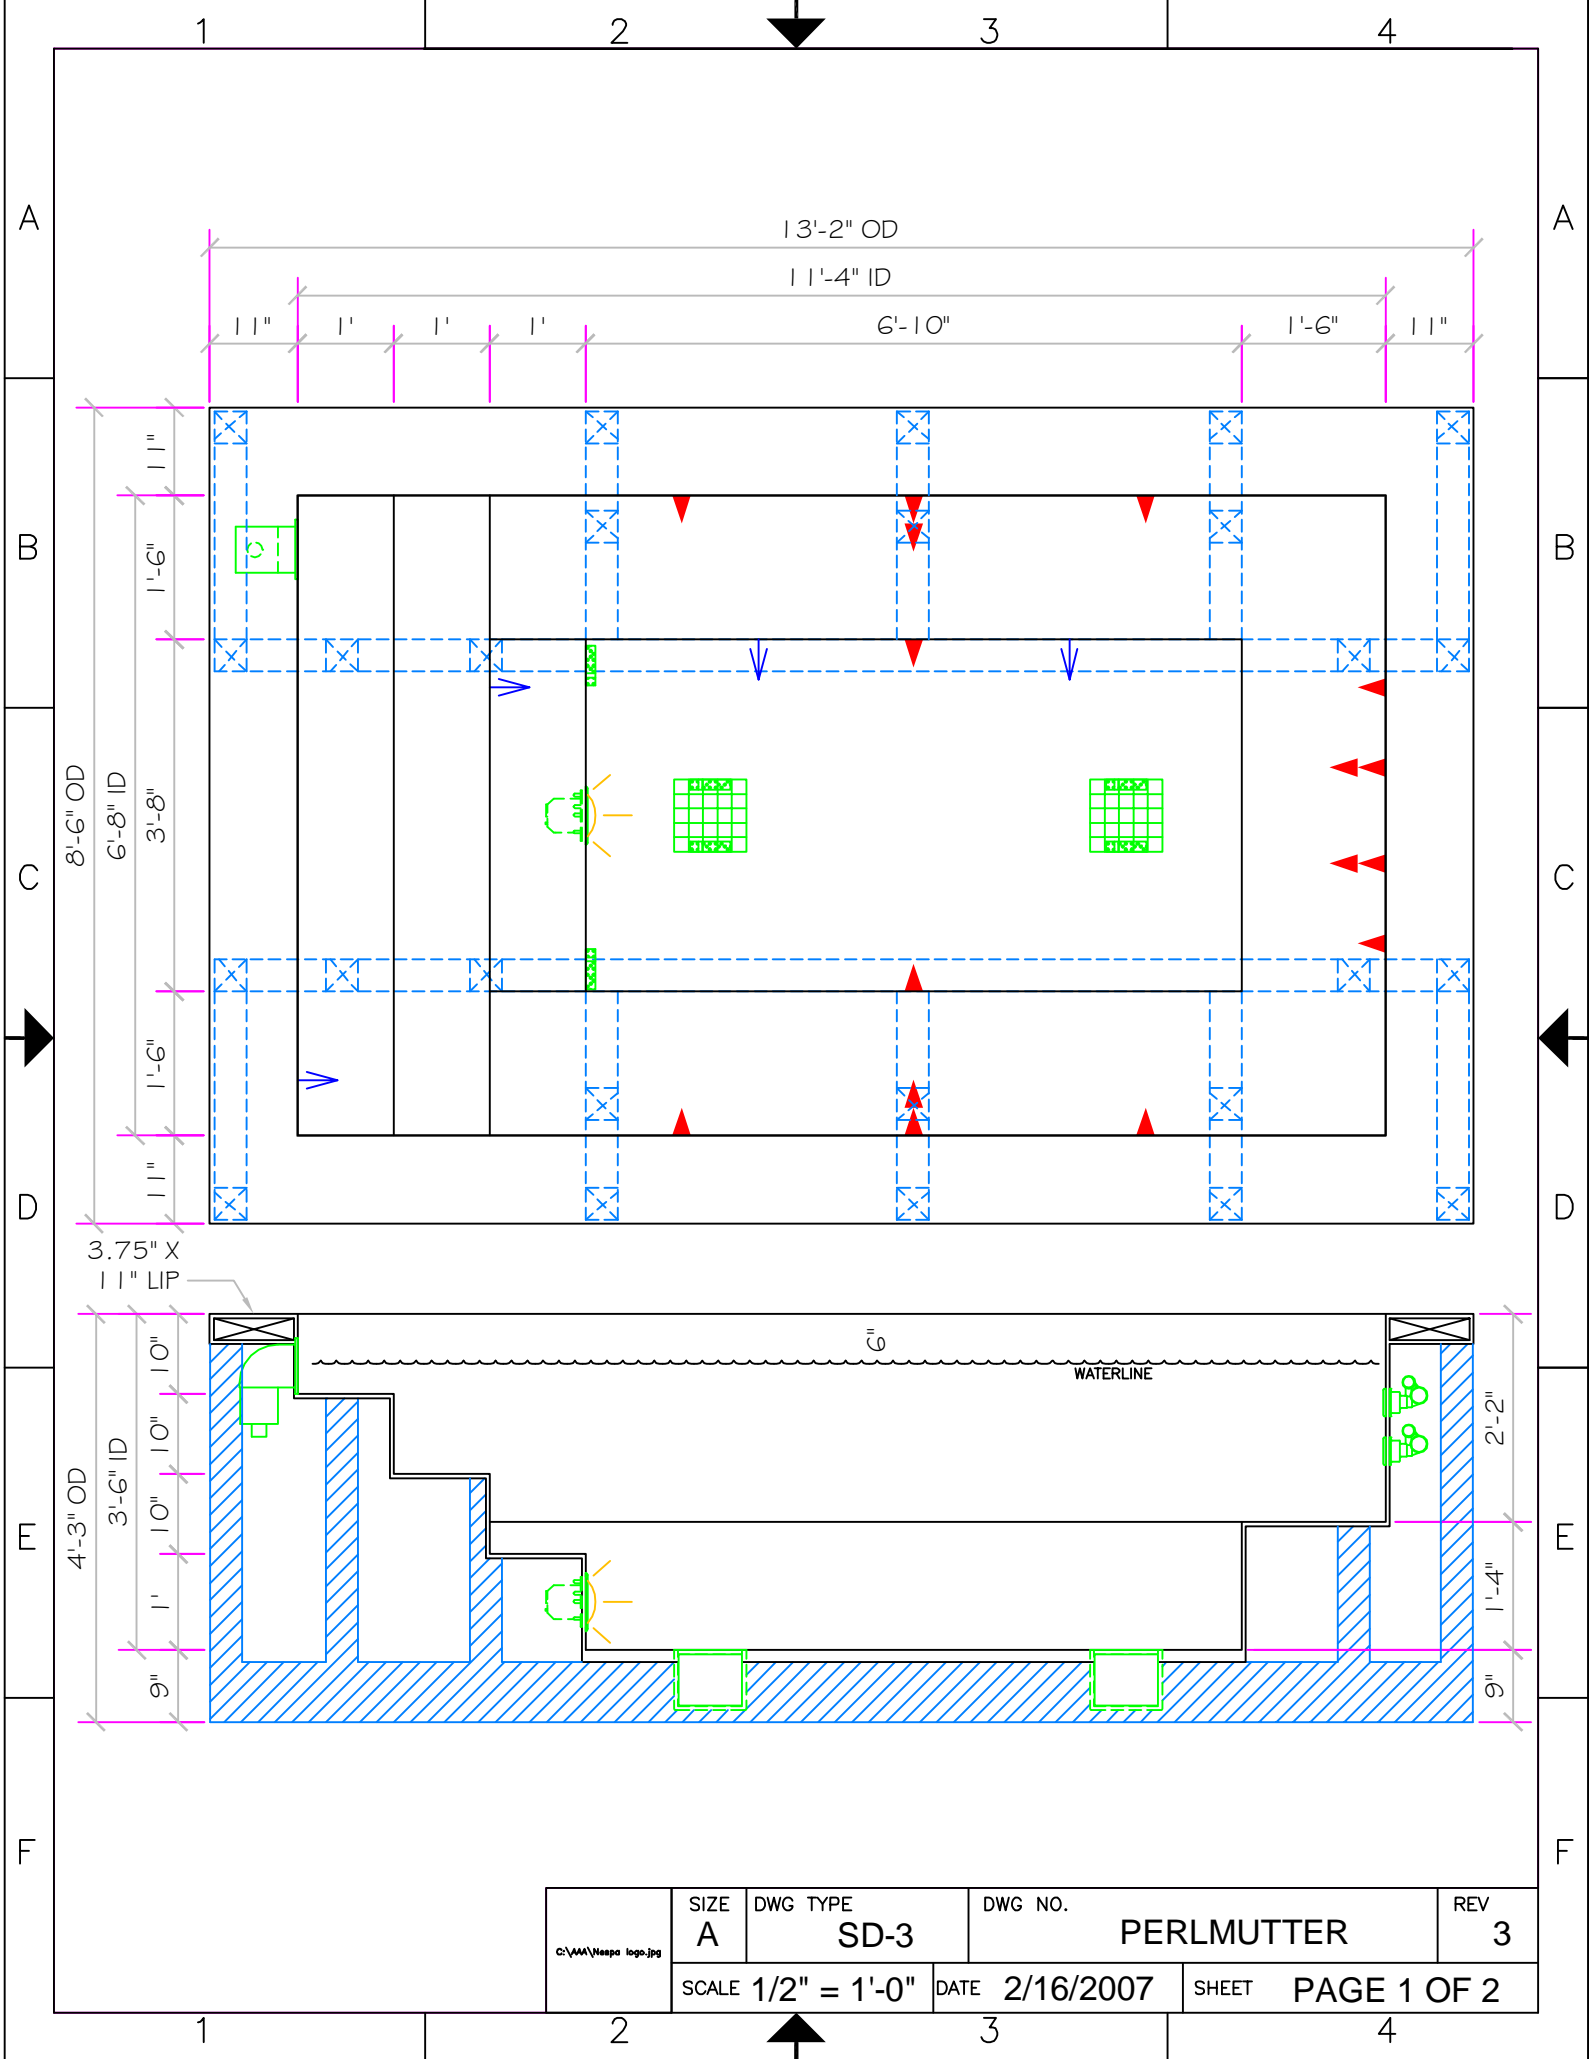 1 2 3 4
A A
13'-2" OD
11'-4" ID
11" 1' 1' 1' 6'-10" 1'-6" 11"
11"
B B
1'-6"
8'-6" OD
6'-8" ID
3'-8"
C C
1'-6"
11"
D D
3.75" X
11" LIP
6"
WATERLINE
10"
10"
10"
1'
9"
3'-6" ID
4'-3" OD
2'-2"
1'-4"
9"
E E
F F
C:\AAA\Neapa logo.jpg
SIZE
A
DWG TYPE
SD-3
DWG NO.
PERLMUTTER
REV
3
SCALE 1/2" = 1'-0"
DATE 2/16/2007
SHEET PAGE 1 OF 2
1 2 3 4